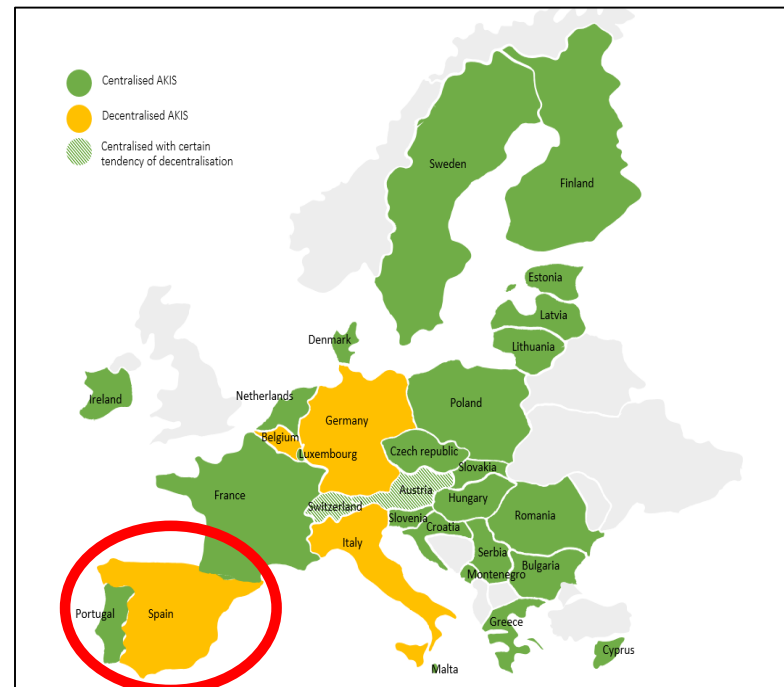 Centralised AKIS
Decentralised AKIS
Centralised with certain
tendency of decentralisation
Sweden
Finland
Estonia
Latvia
Lithuania
Denmark
Ireland
Netherlands
Poland
Germany
Belgium
Luxembourg
Czech republic
Slovakia
France
Austria
Switzerland
Hungary
Slovenia
Romania
Croatia
Italy
Serbia
Bulgaria
Montenegro
Portugal
Spain
Greece
Cyprus
Malta